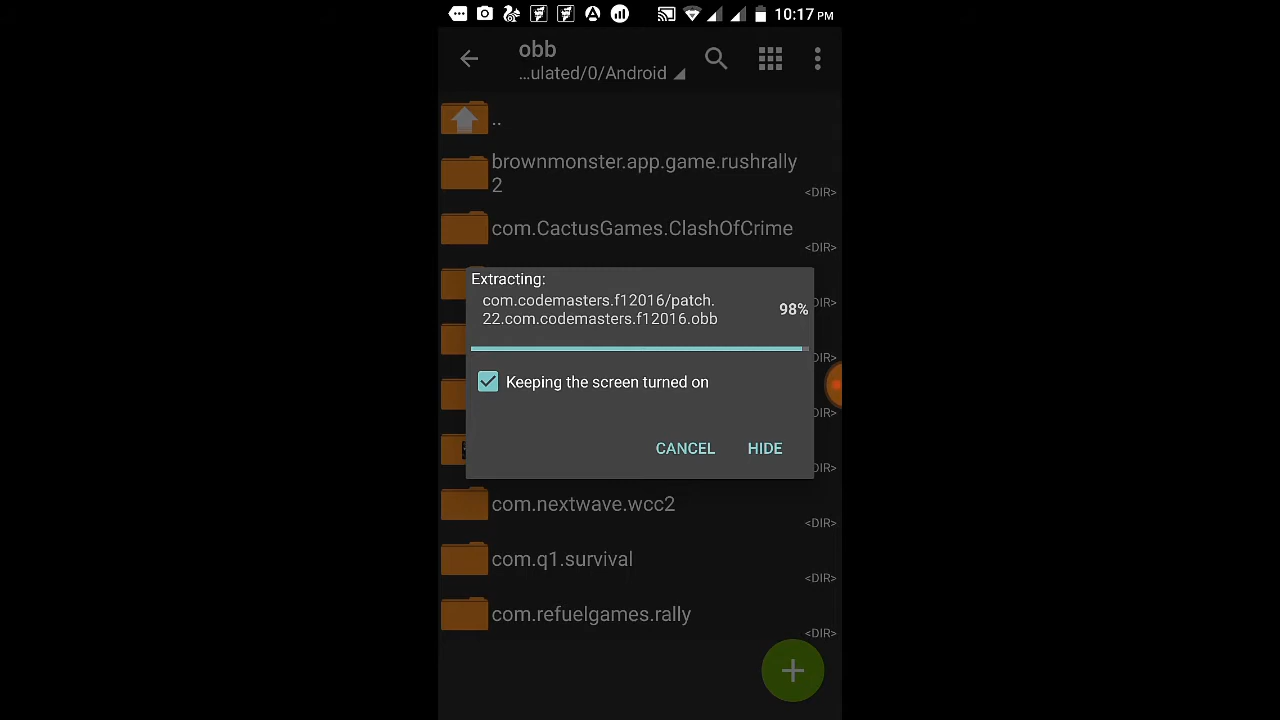 10:17 PM
obb
...ulated/0/Android
..
brownmonster.app.game.rushrally
2
<DIR>
com.CactusGames.ClashOfCrime
<DIR>
Extracting:
com.codemasters.f12016/patch.
22.com.codemasters.f12016.obb
98%
DIR>
DIR>
Keeping the screen turned on
DIR>
CANCEL HIDE
DIR>
com.nextwave.wcc2
<DIR>
com.q1.survival
<DIR>
com.refuelgames.rally
<DIR>